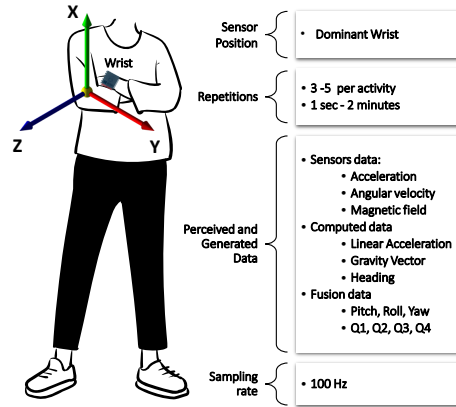 X
Wrist
Z
Y
Sensor
Position
• Dominant Wrist
Repetitions
• 3 -5 per activity
• 1 sec - 2 minutes
Perceived and
Generated
Data
• Sensors data:
• Acceleration
• Angular velocity
• Magnetic field
• Computed data
• Linear Acceleration
• Gravity Vector
• Heading
• Fusion data
• Pitch, Roll, Yaw
• Q1, Q2, Q3, Q4
Sampling
rate
• 100 Hz